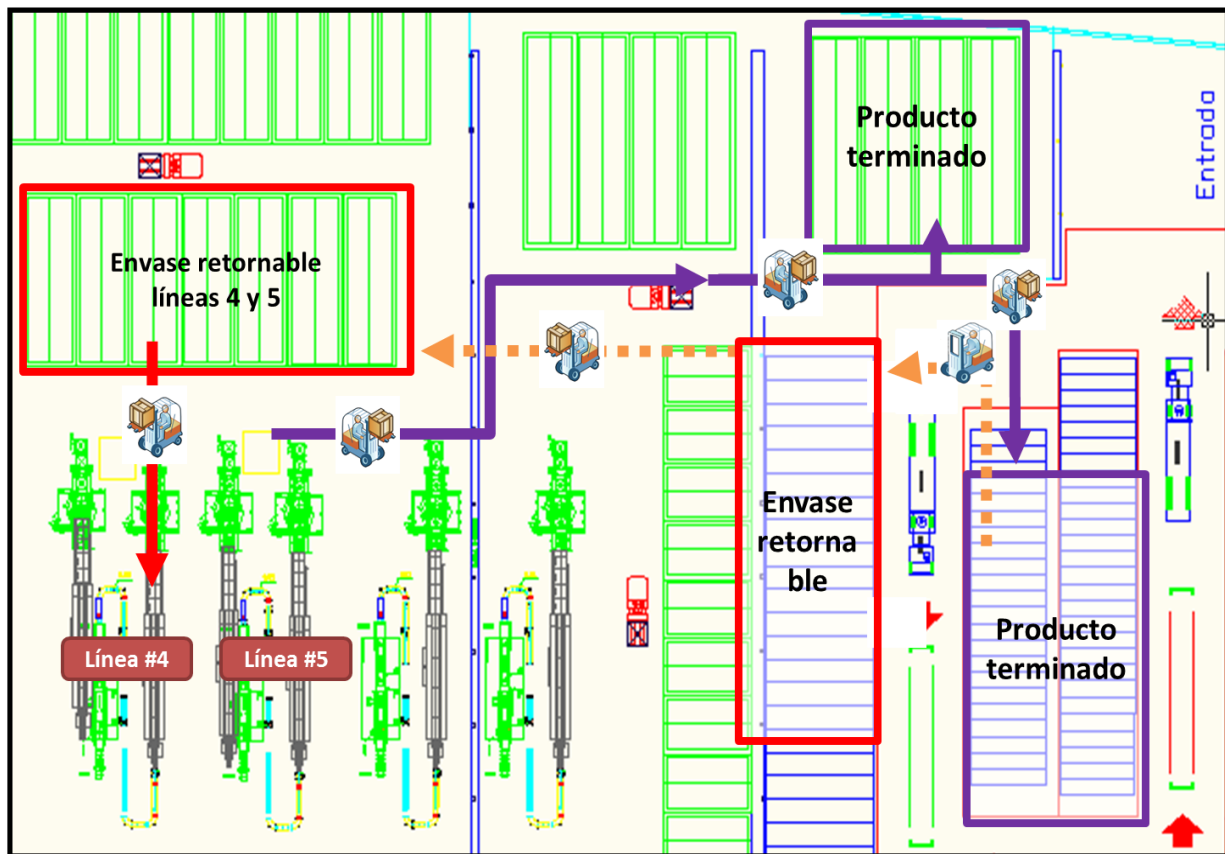 Producto
terminado
Entrada
Envase retornable
líneas 4 y 5
Envase
retorna
ble
Producto
terminado
Línea #4
Línea #5